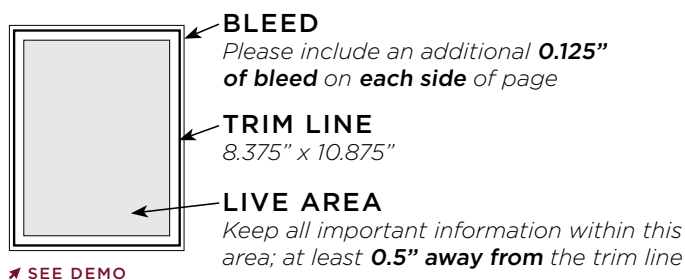 BLEED
Please include an additional 0.125”
of bleed on each side of page
TRIM LINE
8.375” x 10.875”
LIVE AREA
Keep all important information within this
area; at least 0.5” away from the trim line
SEE DEMO